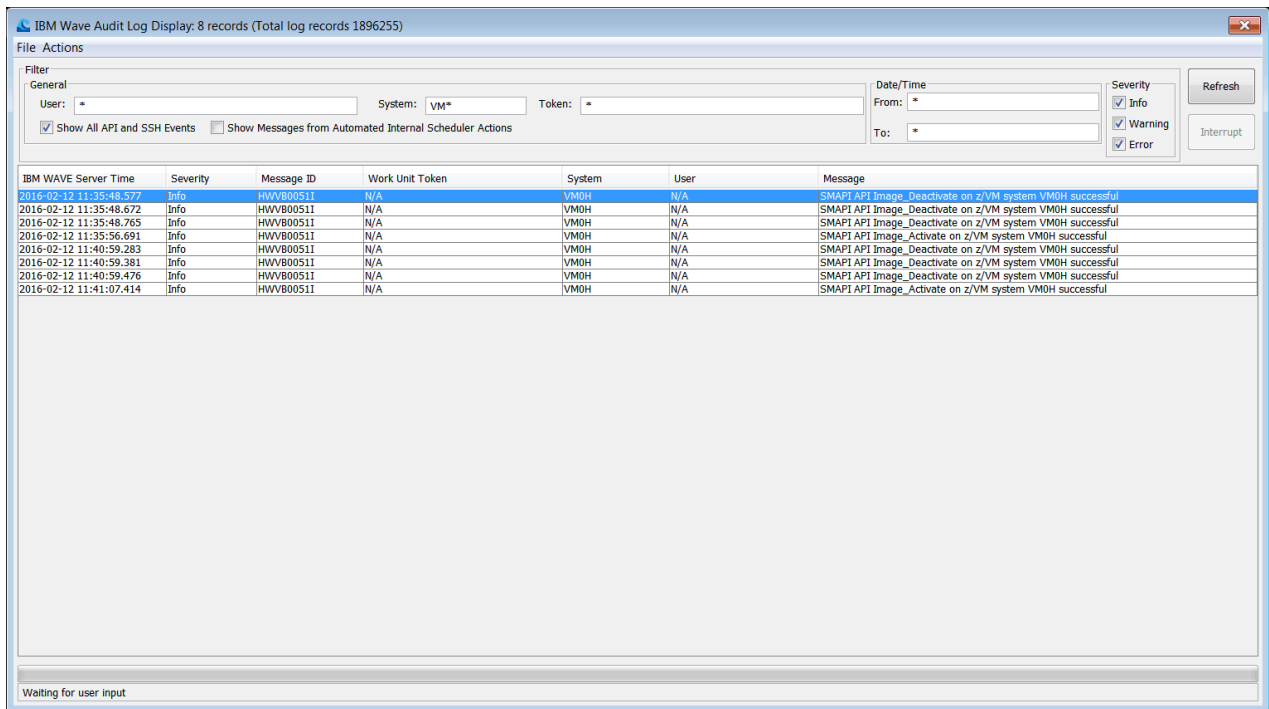 IBM Wave Audit Log Display: 8 records (Total log records 1896255)
File Actions
Filter
General
User: * System: VM* Token: *
Show All API and SSH Events Show Messages from Automated Internal Scheduler Actions
Date/Time
From: *
To: *
Severity
Info
Warning
Error
Refresh
Interrupt
IBM WAVE Server Time Severity Message ID Work Unit Token System User Message
2016-02-12 11:35:48.577 Info HWVB0051I N/A VM0H N/A SMAPI API Image_Deactivate on z/VM system VM0H successful
2016-02-12 11:35:48.672 Info HWVB0051I N/A VM0H N/A SMAPI API Image_Deactivate on z/VM system VM0H successful
2016-02-12 11:35:48.765 Info HWVB0051I N/A VM0H N/A SMAPI API Image_Deactivate on z/VM system VM0H successful
2016-02-12 11:35:56.691 Info HWVB0051I N/A VM0H N/A SMAPI API Image_Activate on z/VM system VM0H successful
2016-02-12 11:40:59.283 Info HWVB0051I N/A VM0H N/A SMAPI API Image_Deactivate on z/VM system VM0H successful
2016-02-12 11:40:59.381 Info HWVB0051I N/A VM0H N/A SMAPI API Image_Deactivate on z/VM system VM0H successful
2016-02-12 11:40:59.476 Info HWVB0051I N/A VM0H N/A SMAPI API Image_Deactivate on z/VM system VM0H successful
2016-02-12 11:41:07.414 Info HWVB0051I N/A VM0H N/A SMAPI API Image_Activate on z/VM system VM0H successful
Waiting for user input